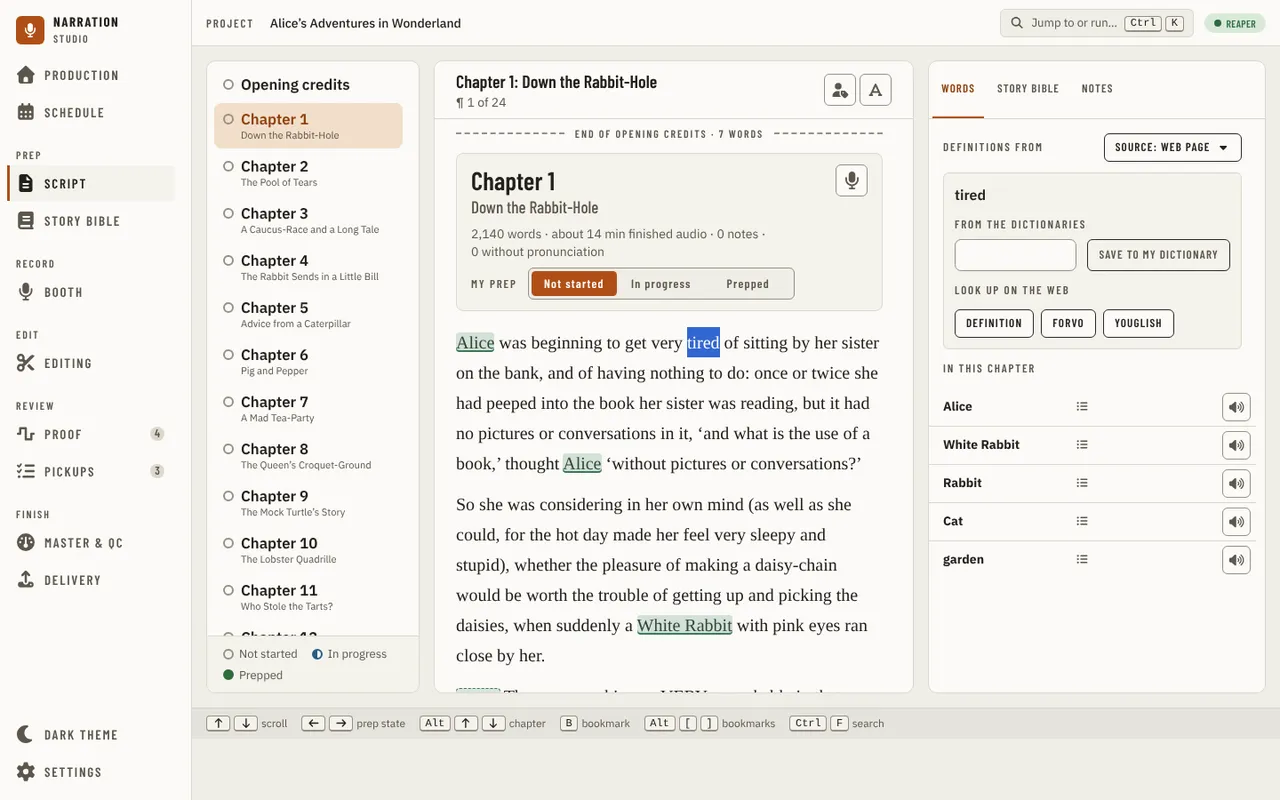 NARRATION
STUDIO
PRODUCTION
SCHEDULE
PREP
SCRIPT
STORY BIBLE
RECORD
BOOTH
EDIT
EDITING
REVIEW
PROOF 4
PICKUPS 3
FINISH
MASTER & QC
DELIVERY
DARK THEME
SETTINGS
PROJECT Alice’s Adventures in Wonderland
Jump to or run... Ctrl K
REAPER
Opening credits
Chapter 1
Down the Rabbit-Hole
Chapter 2
The Pool of Tears
Chapter 3
A Caucus-Race and a Long Tale
Chapter 4
The Rabbit Sends in a Little Bill
Chapter 5
Advice from a Caterpillar
Chapter 6
Pig and Pepper
Chapter 7
A Mad Tea-Party
Chapter 8
The Queen’s Croquet-Ground
Chapter 9
The Mock Turtle’s Story
Chapter 10
The Lobster Quadrille
Chapter 11
Who Stole the Tarts?
Not started In progress
Prepped
Chapter 1: Down the Rabbit-Hole
¶ 1 of 24
A
END OF OPENING CREDITS · 7 WORDS
Chapter 1
Down the Rabbit-Hole
2,140 words · about 14 min finished audio · 0 notes ·
0 without pronunciation
MY PREP Not started In progress Prepped
Alice was beginning to get very tired of sitting by her sister
on the bank, and of having nothing to do: once or twice she
had peeped into the book her sister was reading, but it had
no pictures or conversations in it, ‘and what is the use of a
book,’ thought Alice ‘without pictures or conversations?’
So she was considering in her own mind (as well as she
could, for the hot day made her feel very sleepy and
stupid), whether the pleasure of making a daisy-chain
would be worth the trouble of getting up and picking the
daisies, when suddenly a White Rabbit with pink eyes ran
close by her.
WORDS STORY BIBLE NOTES
DEFINITIONS FROM SOURCE: WEB PAGE
tired
FROM THE DICTIONARIES
SAVE TO MY DICTIONARY
LOOK UP ON THE WEB
DEFINITION FORVO YOUGLISH
IN THIS CHAPTER
Alice
White Rabbit
Rabbit
Cat
garden
↑ ↓ scroll ← → prep state Alt ↑ ↓ chapter B bookmark Alt [ ] bookmarks Ctrl F search